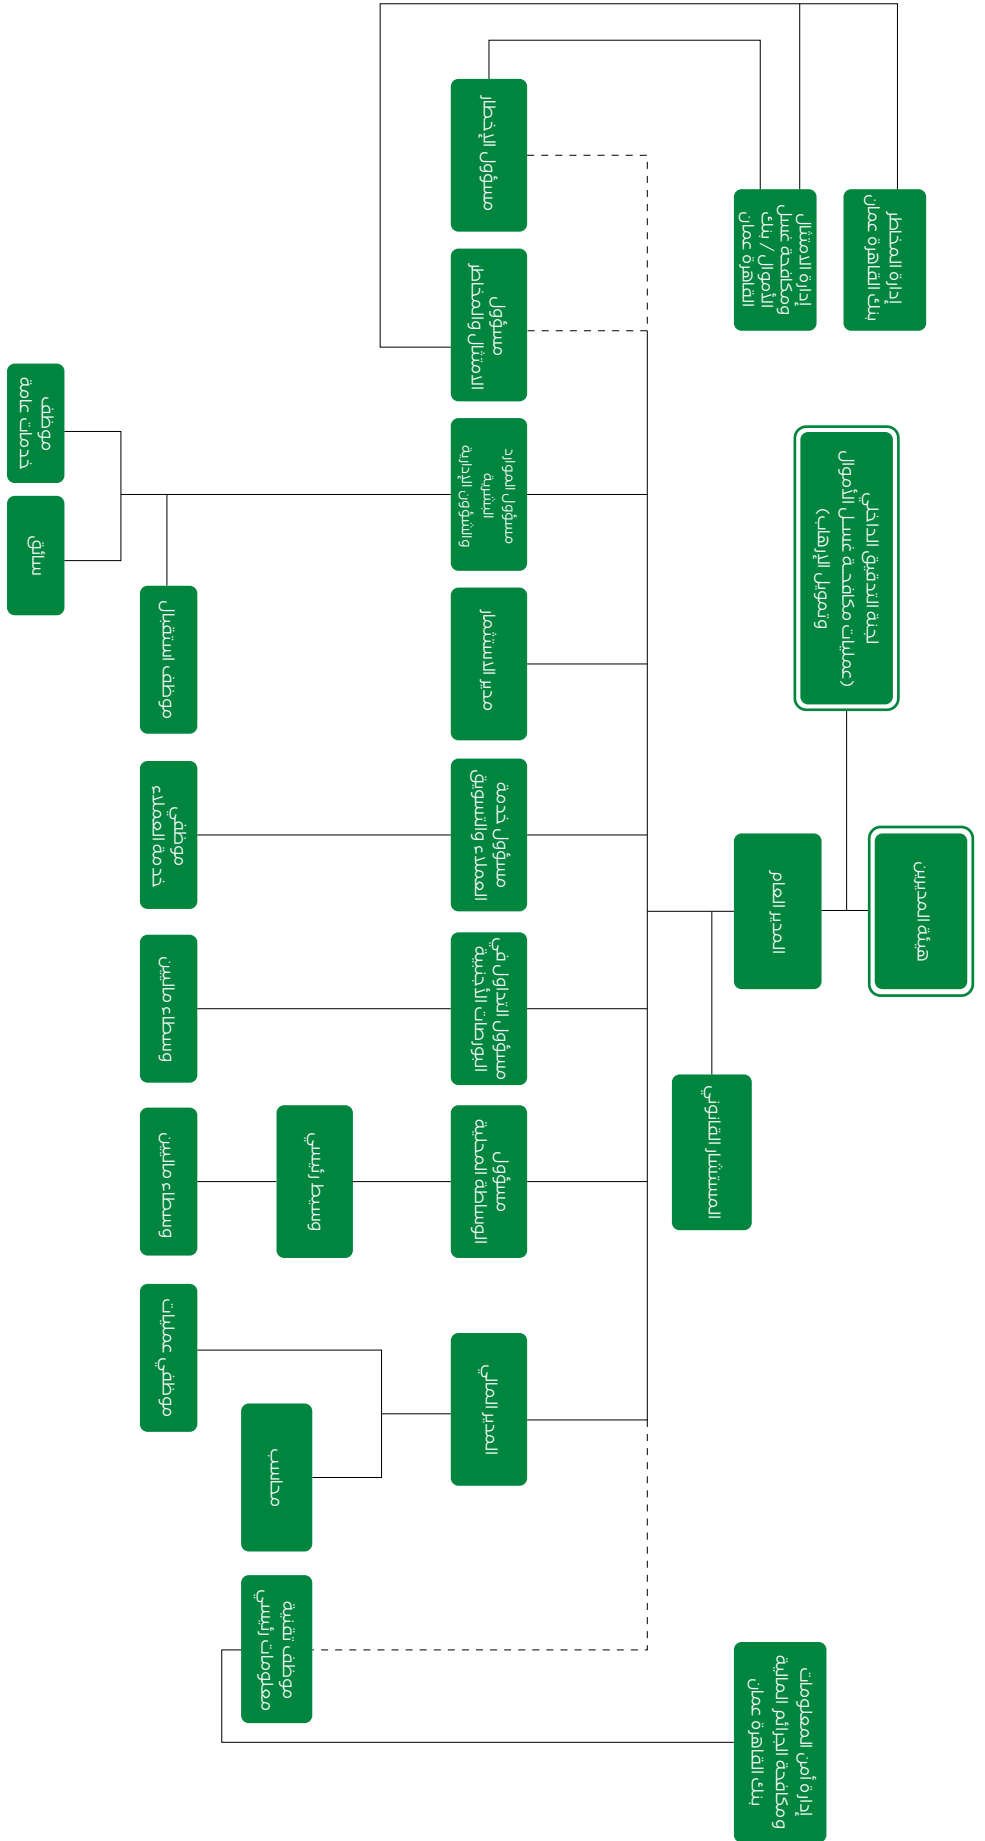 هيئة المديرين
لجنة التدقيق الداخلي
(عمليات مكافحة غسل الأموال
وتمويل الإرهاب)
المدير العام
المستشار القانوني
إدارة المخاطر
بنك القاهرة عمان
إدارة الامتثال
ومكافحة غسل
الأموال / بنك
القاهرة عمان
إدارة أمن المعلومات
ومكافحة الجرائم المالية
بنك القاهرة عمان
مسؤول الإخطار
مسؤول
الامتثال والمخاطر
مسؤول الموارد
البشرية
والشؤون الإدارية
مدير الاستثمار
مسؤول خدمة
العملاء والتسويق
مسؤول التداول في
البورصات الأجنبية
مسؤول
الوساطة المحلية
المدير المالي
وسيط رئيسي
محاسب
موظف تقنية
معلومات رئيسي
موظف استقبال
موظفي
خدمة العملاء
وسطاء ماليين
وسطاء ماليين
موظفي عمليات
موظف
خدمات عامة
سائق